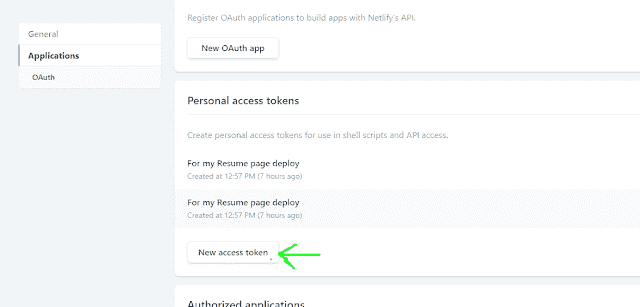 Register OAuth applications to build apps with Netlify's API.
General
New OAuth app
Applications
OAuth
Personal access tokens
Create personal access tokens for use in shell scripts and API access.
For my Resume page deploy
Created at 12:57 PM (7 hours ago)
For my Resume page deploy
Created at 12:57 PM (7 hours ago)
New access token
Authorized applications